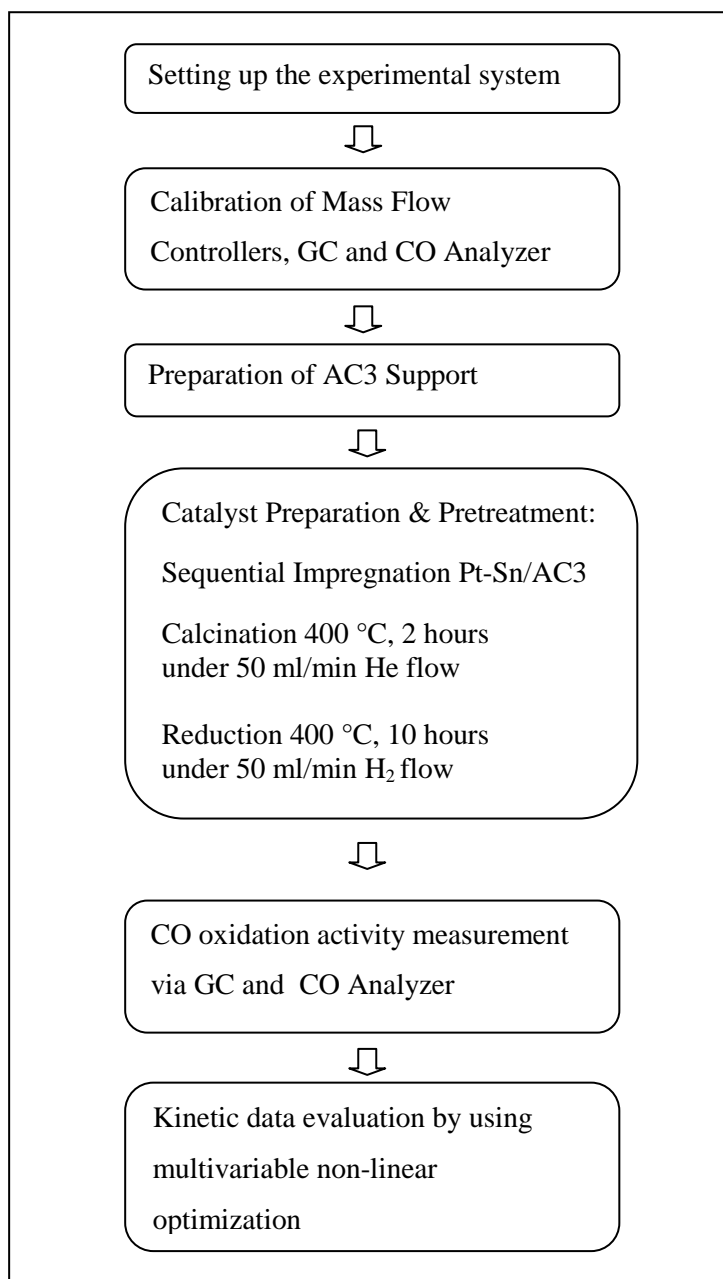 Setting up the experimental system
Calibration of Mass Flow
Controllers, GC and CO Analyzer
Preparation of AC3 Support
Catalyst Preparation & Pretreatment:
Sequential Impregnation Pt-Sn/AC3
Calcination 400 °C, 2 hours
under 50 ml/min He flow
Reduction 400 °C, 10 hours
under 50 ml/min H₂ flow
CO oxidation activity measurement
via GC and CO Analyzer
Kinetic data evaluation by using
multivariable non-linear
optimization